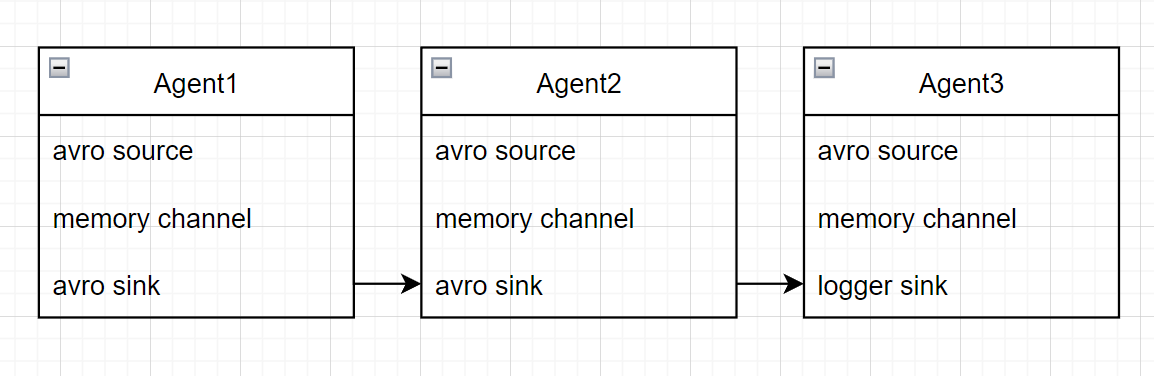 Agent1
avro source
memory channel
avro sink
Agent2
avro source
memory channel
avro sink
Agent3
avro source
memory channel
logger sink